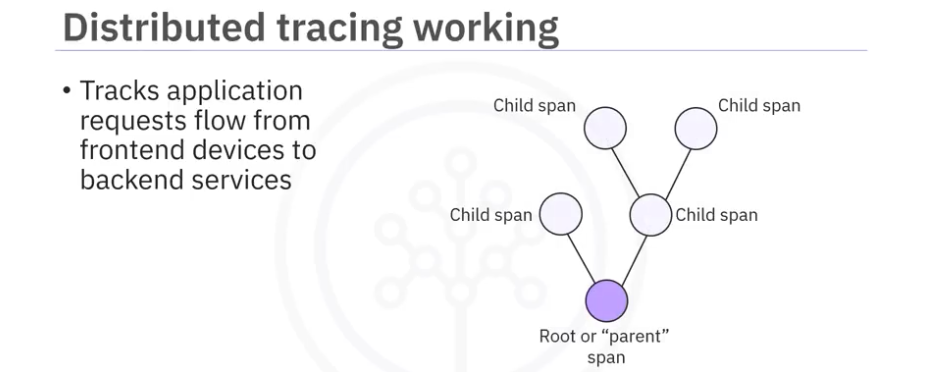 Distributed tracing working
• Tracks application
requests flow from
frontend devices to
backend services
Child span
Child span
Child span
Child span
Root or “parent”
span